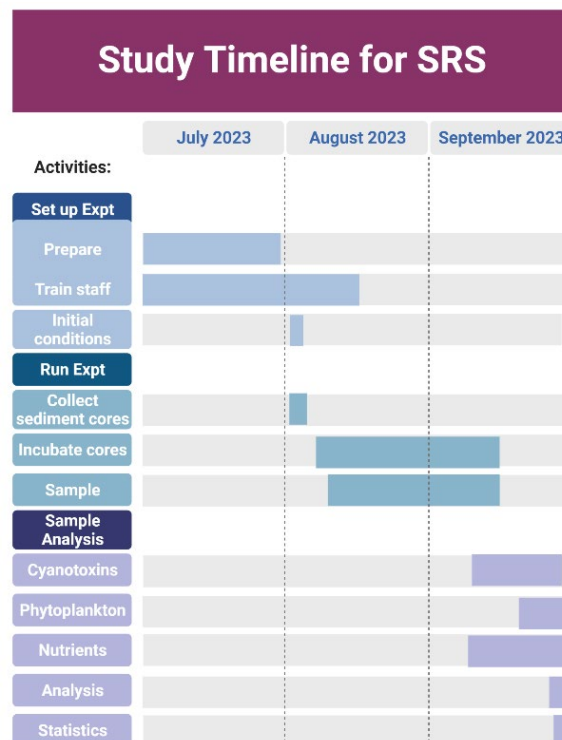 Study Timeline for SRS
July 2023
August 2023
September 2023
Activities:
Set up Expt
Prepare
Train staff
Initial
conditions
Run Expt
Collect
sediment cores
Incubate cores
Sample
Sample
Analysis
Cyanotoxins
Phytoplankton
Nutrients
Analysis
Statistics